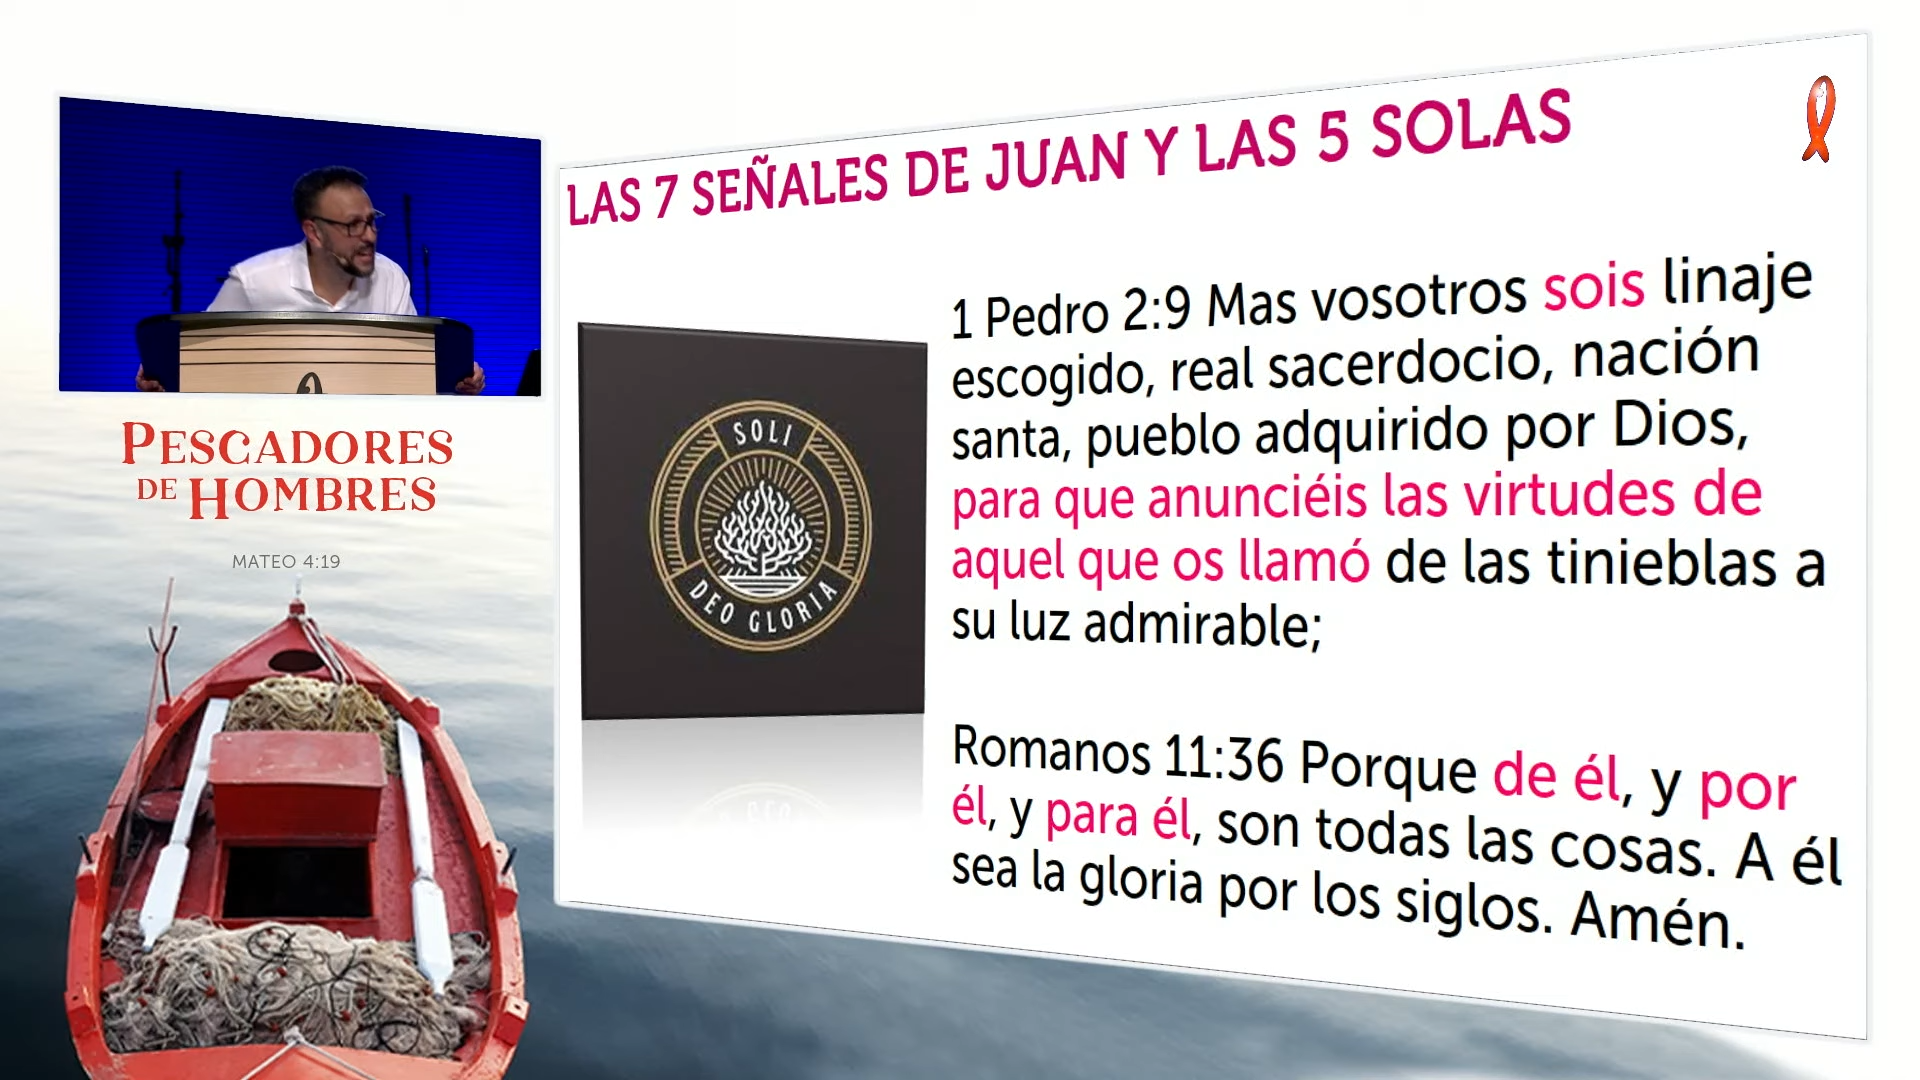 PESCADORES
DE HOMBRES
MATEO 4:19
LAS 7 SEÑALES DE JUAN Y LAS 5 SOLAS
SOLI
DEO GLORIA
1 Pedro 2:9 Mas vosotros sois linaje
escogido, real sacerdocio, nación
santa, pueblo adquirido por Dios,
para que anunciéis las virtudes de
aquel que os llamó de las tinieblas a
su luz admirable;
Romanos 11:36 Porque de él, y por
él, y para él, son todas las cosas. A él
sea la gloria por los siglos. Amén.